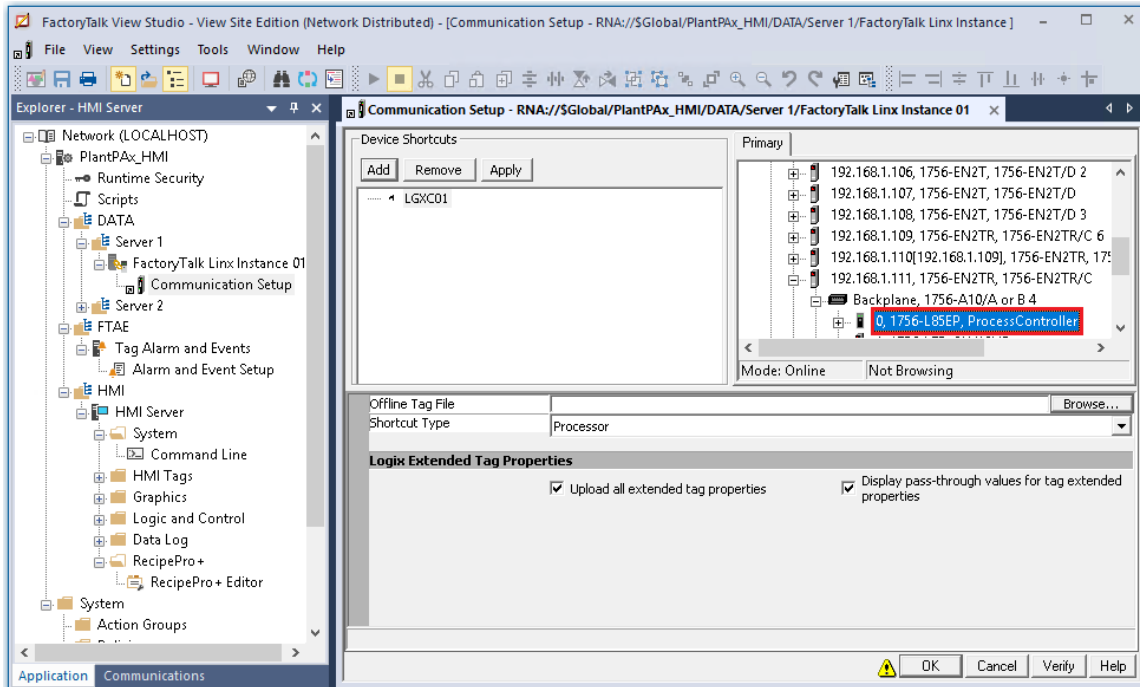 FactoryTalk View Studio - View Site Edition (Network Distributed) - [Communication Setup - RNA://$Global/PlantPAx_HMI/DATA/Server 1/FactoryTalk Linx Instance ]
File View Settings Tools Window Help
Explorer - HMI Server
Network (LOCALHOST)
PlantPAx_HMI
Runtime Security
Scripts
DATA
Server 1
FactoryTalk Linx Instance 01
Communication Setup
Server 2
FTAE
Tag Alarm and Events
Alarm and Event Setup
HMI
HMI Server
System
Command Line
HMI Tags
Graphics
Logic and Control
Data Log
RecipePro+
RecipePro+ Editor
System
Action Groups
Application Communications
Communication Setup - RNA://$Global/PlantPAx_HMI/DATA/Server 1/FactoryTalk Linx Instance 01
Device Shortcuts
Add Remove Apply
LGXC01
Primary
192.168.1.106, 1756-EN2T, 1756-EN2T/D 2
192.168.1.107, 1756-EN2T, 1756-EN2T/D
192.168.1.108, 1756-EN2T, 1756-EN2T/D 3
192.168.1.109, 1756-EN2TR, 1756-EN2TR/C 6
192.168.1.110[192.168.1.109], 1756-EN2TR, 175
192.168.1.111, 1756-EN2TR, 1756-EN2TR/C
Backplane, 1756-A10/A or B 4
0, 1756-L85EP, ProcessController
Mode: Online Not Browsing
Offline Tag File Browse...
Shortcut Type Processor
Logix Extended Tag Properties
Upload all extended tag properties
Display pass-through values for tag extended
properties
OK Cancel Verify Help